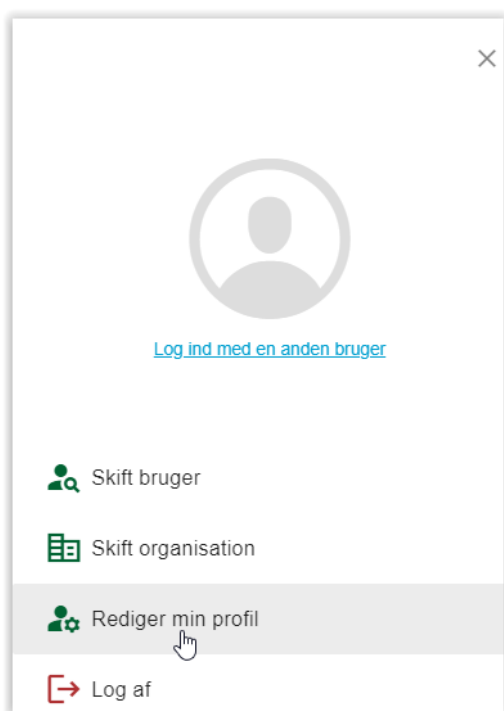 Log ind med en anden bruger
Skift bruger
Skift organisation
Rediger min profil
Log af